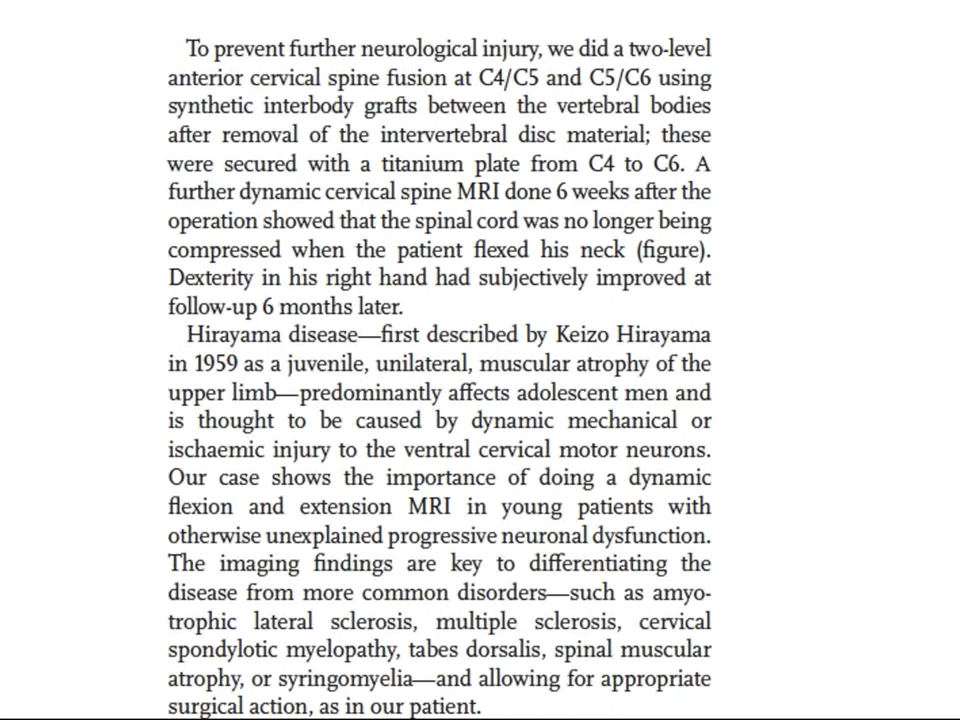 To prevent further neurological injury, we did a two-level
anterior cervical spine fusion at C4/C5 and C5/C6 using
synthetic interbody grafts between the vertebral bodies
after removal of the intervertebral disc material; these
were secured with a titanium plate from C4 to C6. A
further dynamic cervical spine MRI done 6 weeks after the
operation showed that the spinal cord was no longer being
compressed when the patient flexed his neck (figure).
Dexterity in his right hand had subjectively improved at
follow-up 6 months later.
Hirayama disease—first described by Keizo Hirayama
in 1959 as a juvenile, unilateral, muscular atrophy of the
upper limb—predominantly affects adolescent men and
is thought to be caused by dynamic mechanical or
ischaemic injury to the ventral cervical motor neurons.
Our case shows the importance of doing a dynamic
flexion and extension MRI in young patients with
otherwise unexplained progressive neuronal dysfunction.
The imaging findings are key to differentiating the
disease from more common disorders—such as amyo-
trophic lateral sclerosis, multiple sclerosis, cervical
spondylotic myelopathy, tabes dorsalis, spinal muscular
atrophy, or syringomyelia—and allowing for appropriate
surgical action, as in our patient.